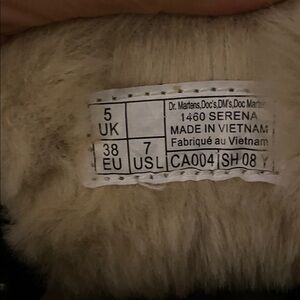 5
UK
38
EU
7
USL
Dr. Martens,Doc's,DM's,Doc Marten
1460 SERENA
MADE IN VIETNAM
Fabriqué au Vietnam
CA004 SH 08 Y